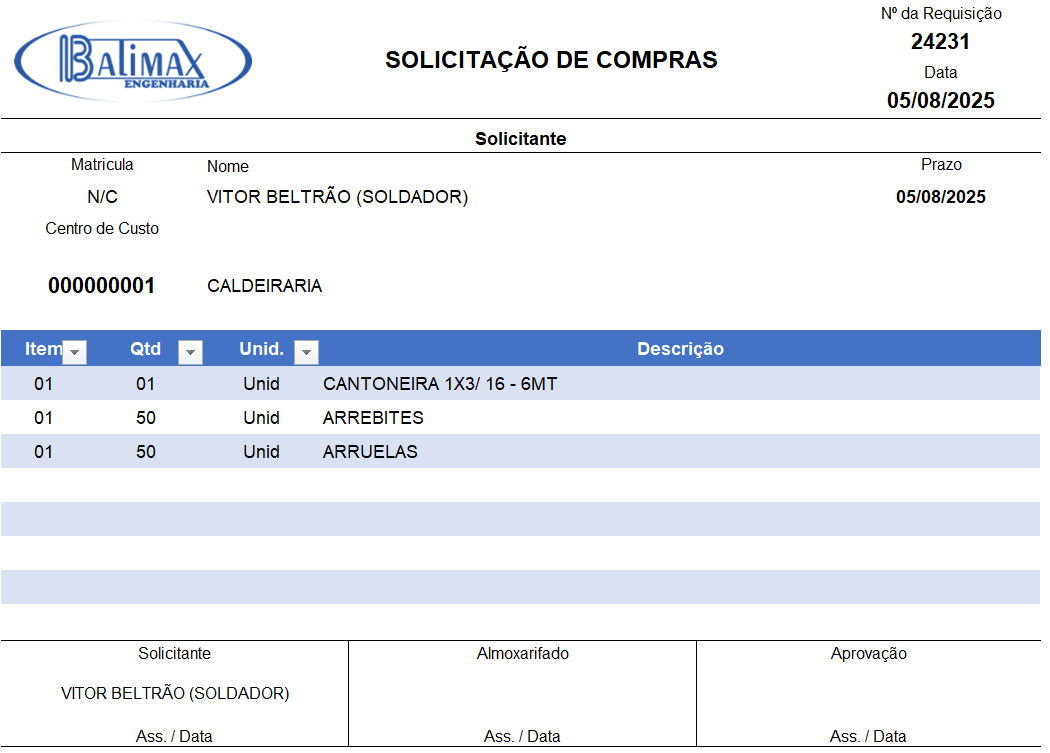 BALIMAX
ENGENHARIA
SOLICITAÇÃO DE COMPRAS
Nº da Requisição
24231
Data
05/08/2025
Solicitante
Matricula Nome Prazo
N/C VITOR BELTRÃO (SOLDADOR) 05/08/2025
Centro de Custo
000000001 CALDEIRARIA
Item Qtd Unid. Descrição
01 01 Unid CANTONEIRA 1X3/ 16 - 6MT
01 50 Unid ARREBITES
01 50 Unid ARRUELAS
Solicitante Almoxarifado Aprovação
VITOR BELTRÃO (SOLDADOR)
Ass. / Data Ass. / Data Ass. / Data